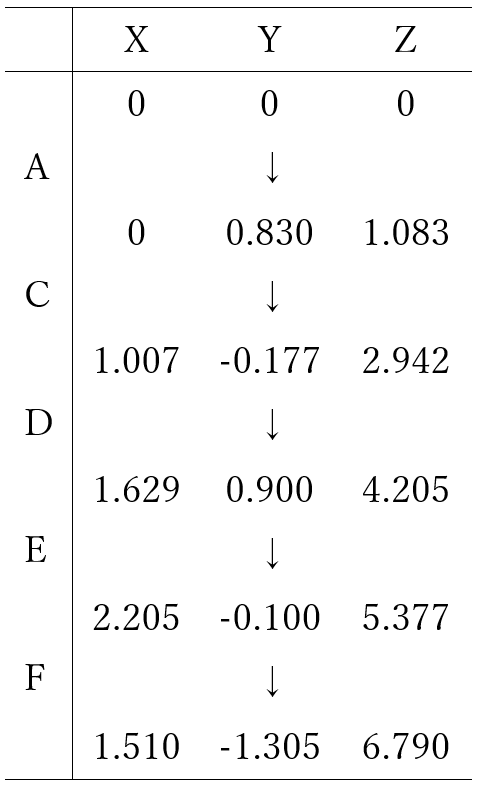 X Y Z
0 0 0
A ↓
0 0.830 1.083
C ↓
1.007 -0.177 2.942
D ↓
1.629 0.900 4.205
E ↓
2.205 -0.100 5.377
F ↓
1.510 -1.305 6.790